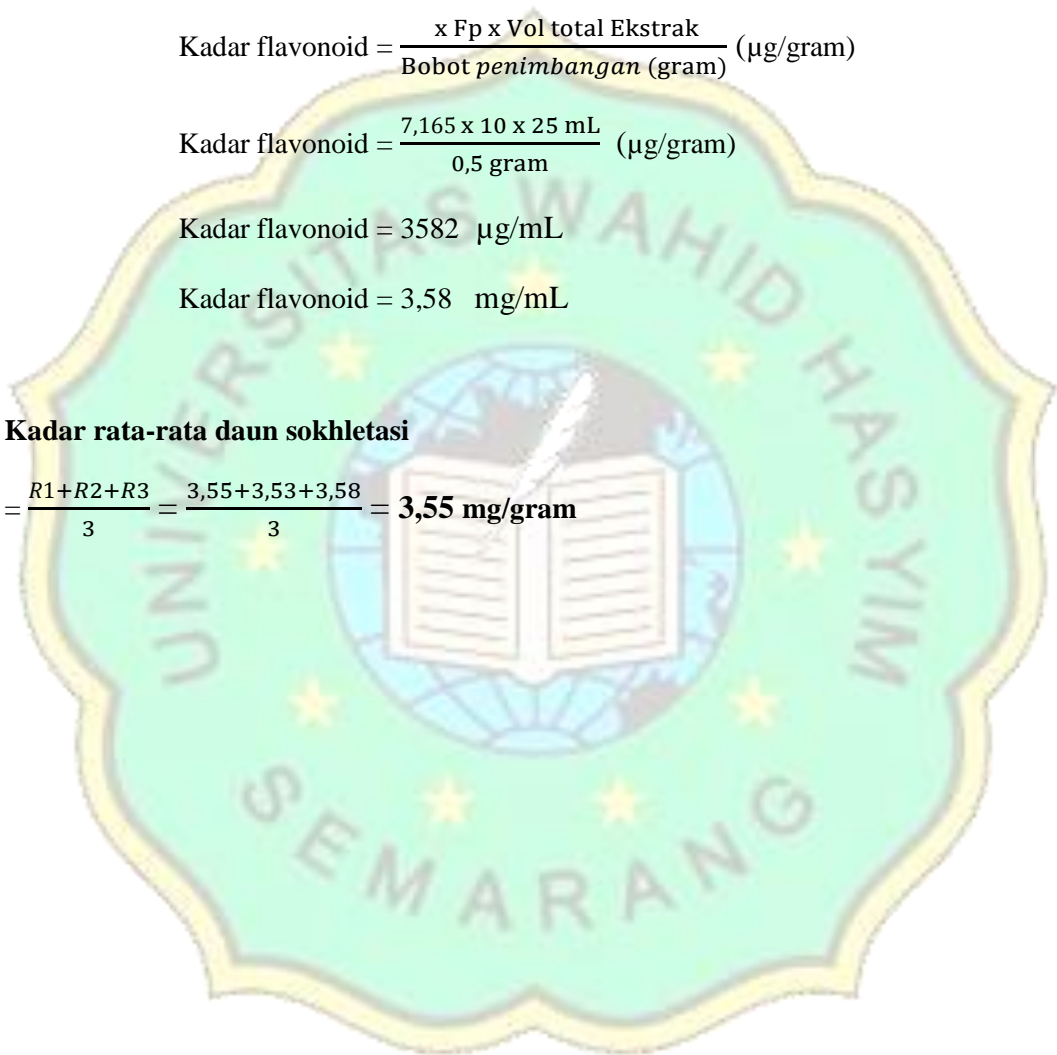 Kadar flavonoid = x Fp x Vol total Ekstrak / Bobot penimbangan (gram) (µg/gram)
Kadar flavonoid = 7,165 x 10 x 25 mL / 0,5 gram (µg/gram)
Kadar flavonoid = 3582 µg/mL
Kadar flavonoid = 3,58 mg/mL
Kadar rata-rata daun sokhletasi
= R1+R2+R3 / 3 = 3,55+3,53+3,58 / 3 = 3,55 mg/gram
UNIVERSITAS WAHID HASYIM
SEMARANG